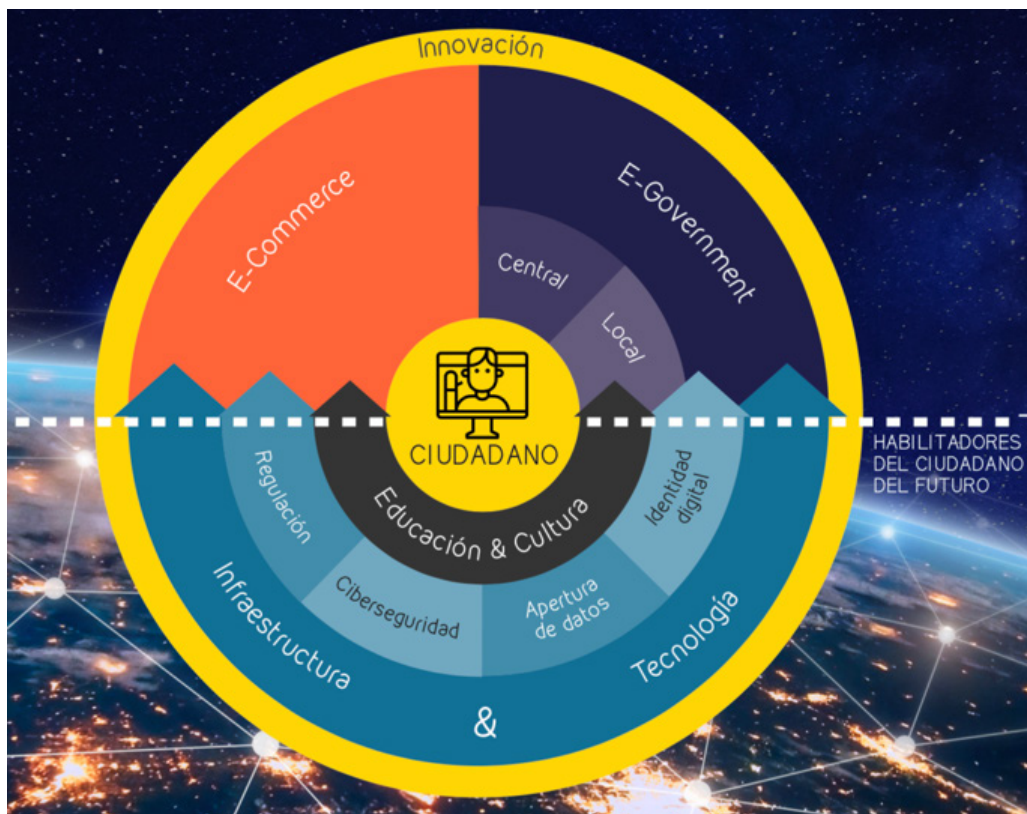 Innovación
E-Commerce
E-Government
Central
Local
CIUDADANO
HABILITADORES
DEL CIUDADANO
DEL FUTURO
Educación & Cultura
Regulación
Ciberseguridad
Apertura
de datos
Identidad
digital
Infraestructura
&
Tecnología